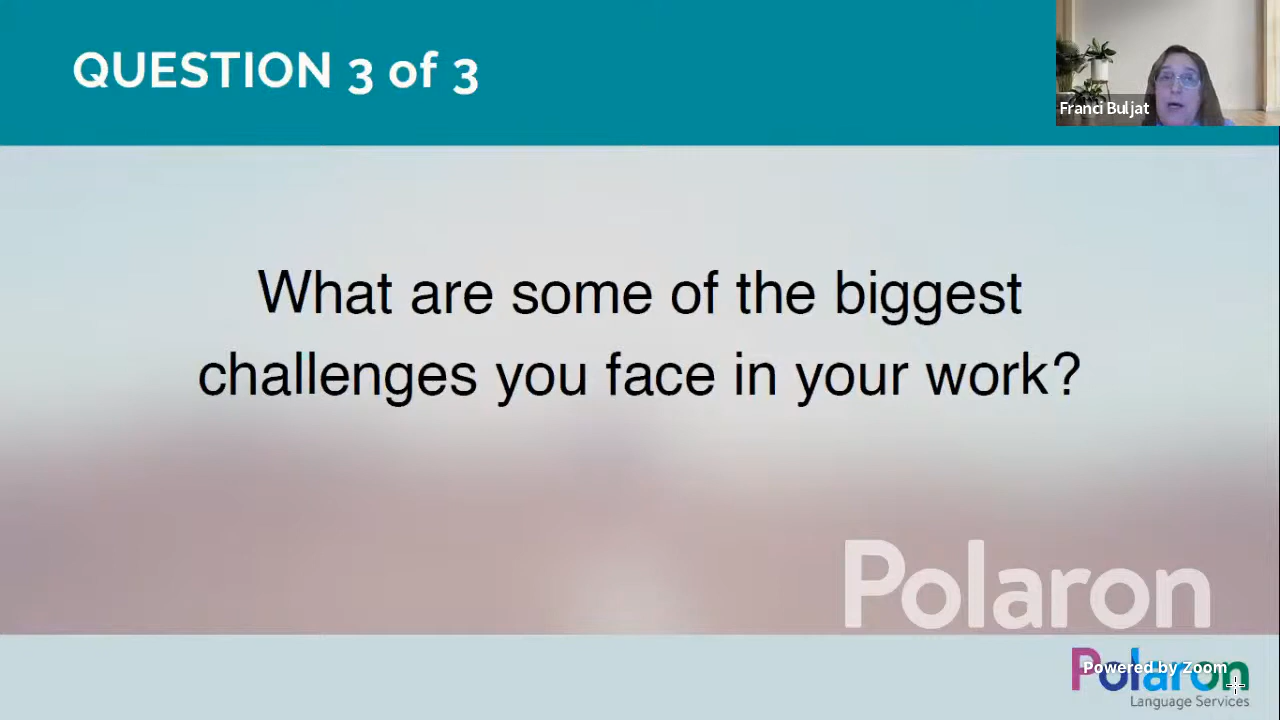 QUESTION 3 of 3
Franci Buljat
What are some of the biggest
challenges you face in your work?
Polaron
Polaron
Powered by Zoom
Language Services